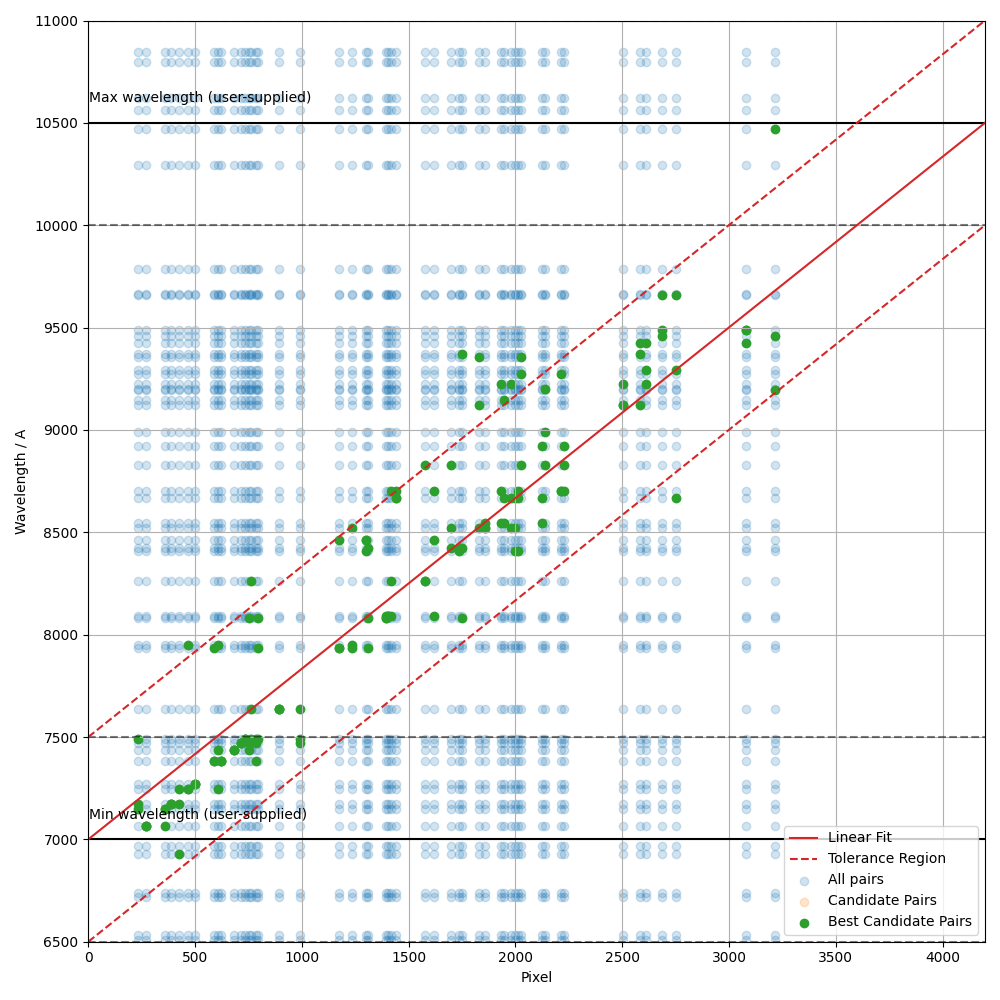 11000
10500
10000
9500
9000
8500
8000
7500
7000
6500
Wavelength / A
Max wavelength (user-supplied)
Min wavelength (user-supplied)
Linear Fit
Tolerance Region
All pairs
Candidate Pairs
Best Candidate Pairs
0 500 1000 1500 2000 2500 3000 3500 4000
Pixel